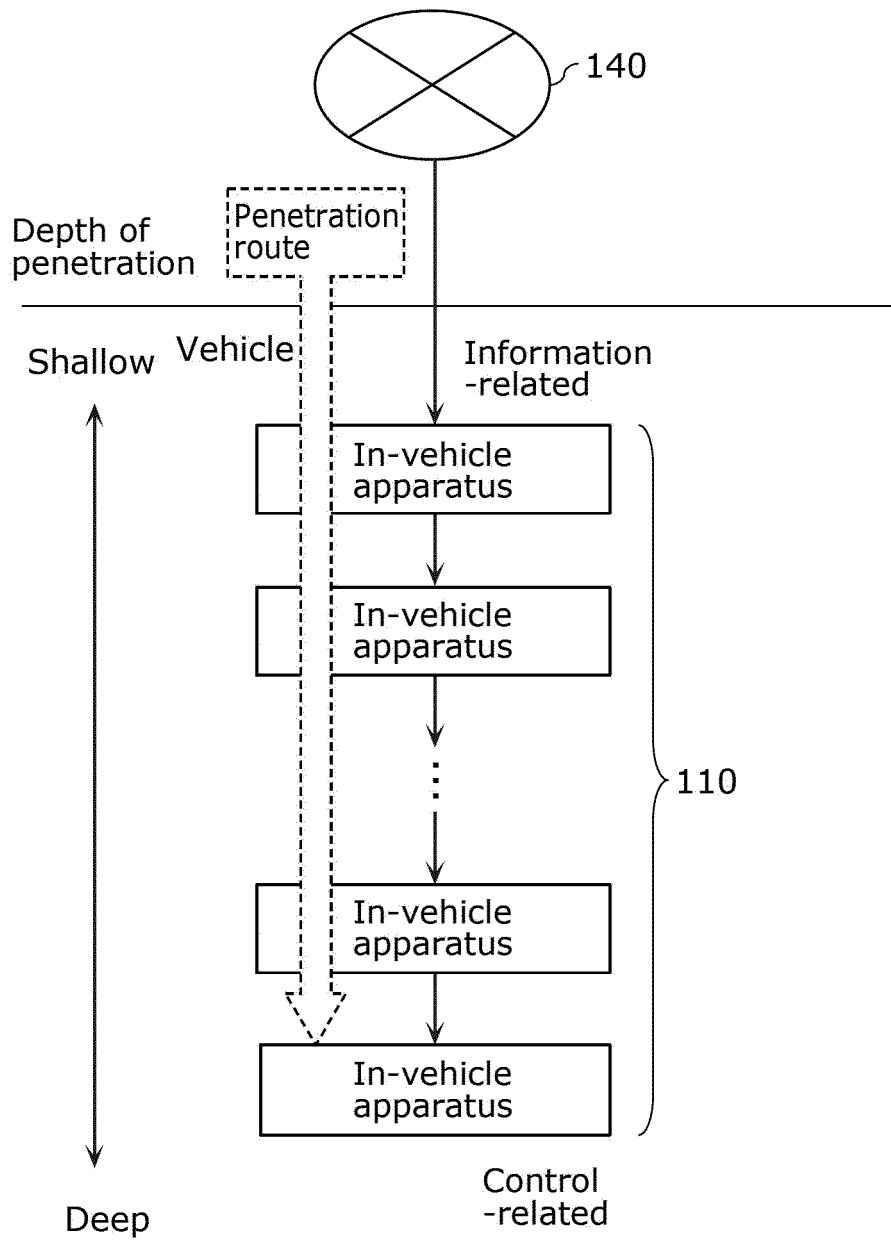 140
Penetration
route
Depth of
penetration
Shallow
Vehicle
Information
-related
In-vehicle
apparatus
In-vehicle
apparatus
110
In-vehicle
apparatus
In-vehicle
apparatus
Control
-related
Deep